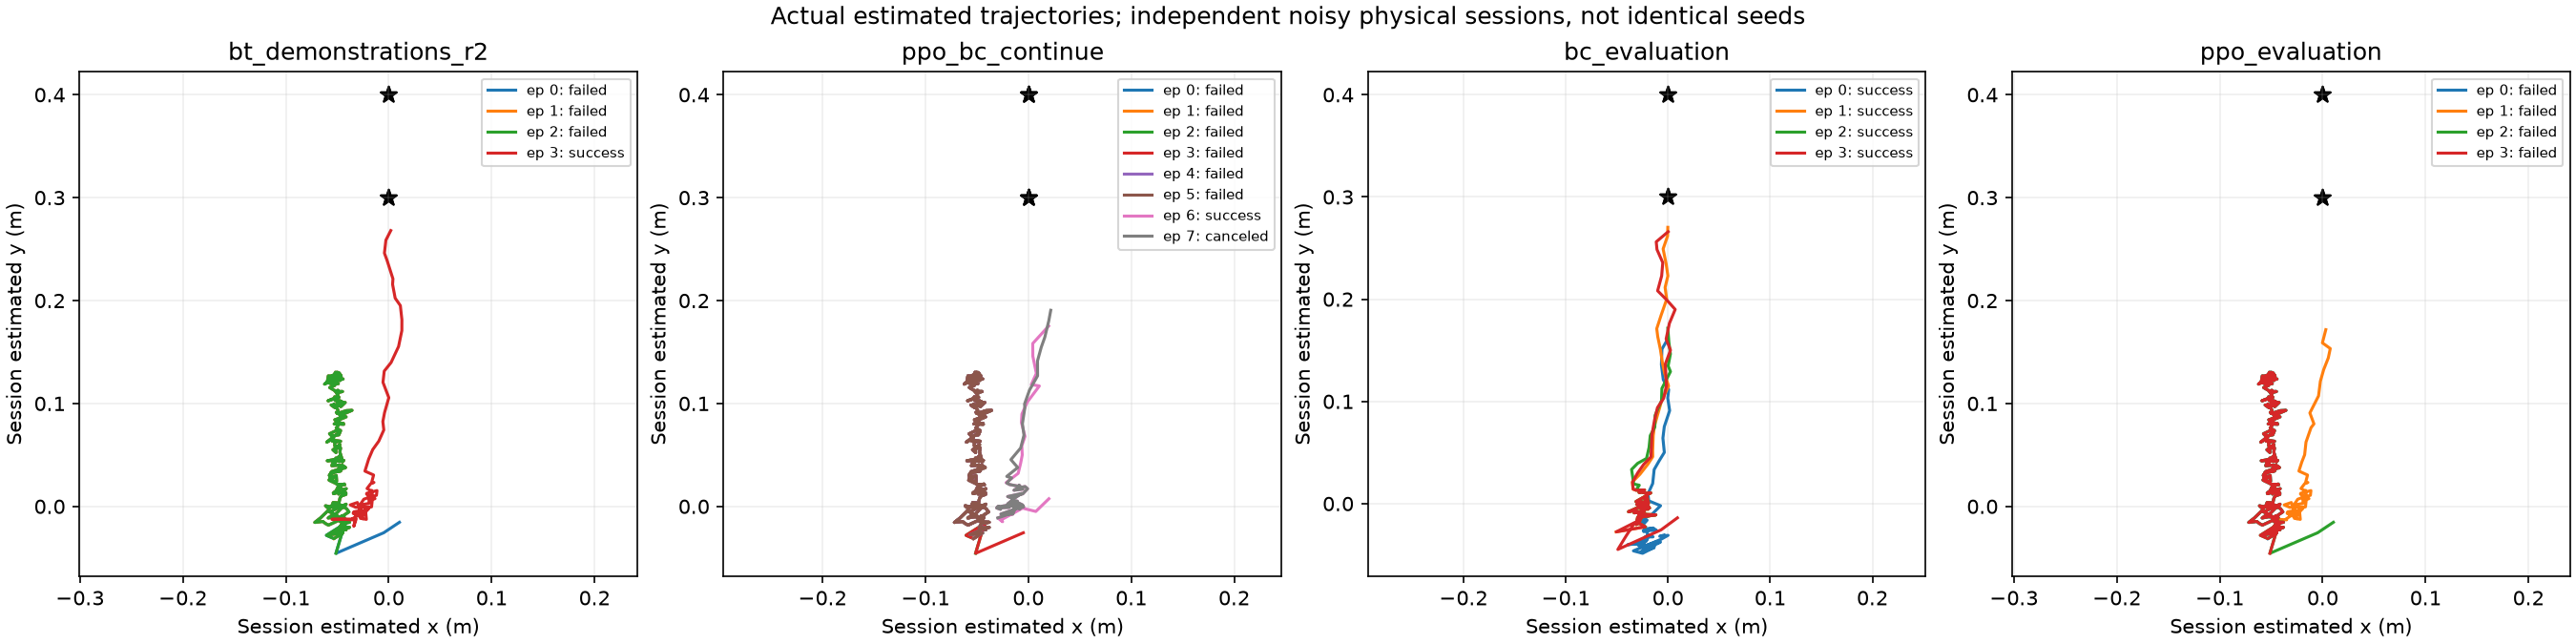 Actual estimated trajectories; independent noisy physical sessions, not identical seeds
bt_demonstrations_r2
Session estimated y (m)
0.4
0.3
0.2
0.1
0.0
−0.3
−0.2
−0.1
0.0
0.1
0.2
Session estimated x (m)
ep 0: failed
ep 1: failed
ep 2: failed
ep 3: success
ppo_bc_continue
Session estimated y (m)
0.4
0.3
0.2
0.1
0.0
−0.2
−0.1
0.0
0.1
0.2
Session estimated x (m)
ep 0: failed
ep 1: failed
ep 2: failed
ep 3: failed
ep 4: failed
ep 5: failed
ep 6: success
ep 7: canceled
bc_evaluation
Session estimated y (m)
0.4
0.3
0.2
0.1
0.0
−0.2
−0.1
0.0
0.1
0.2
Session estimated x (m)
ep 0: success
ep 1: success
ep 2: success
ep 3: success
ppo_evaluation
Session estimated y (m)
0.4
0.3
0.2
0.1
0.0
−0.3
−0.2
−0.1
0.0
0.1
0.2
Session estimated x (m)
ep 0: failed
ep 1: failed
ep 2: failed
ep 3: failed